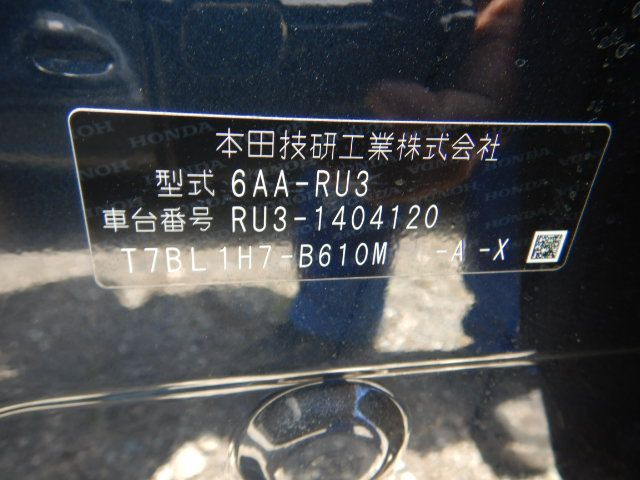 本田技研工業株式会社
型式 6AA-RU3
車台番号 RU3-1404120
T7BL1H7-B610M -A -X